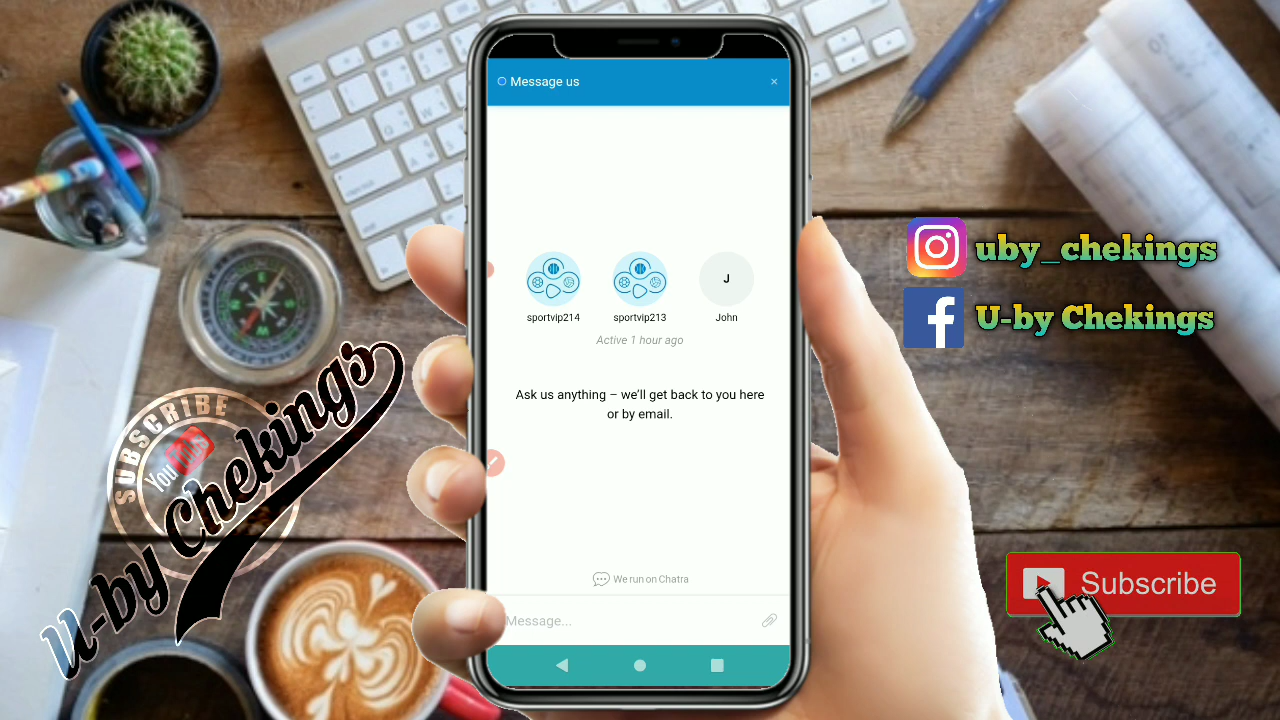 Message us
×
sportvip214
sportvip213
J
John
Active 1 hour ago
Ask us anything – we'll get back to you here
or by email.
We run on Chatra
Message...
uby_chekings
U-by Chekings
SUBSCRIBE
YouTube
U-by Chekings
Subscribe